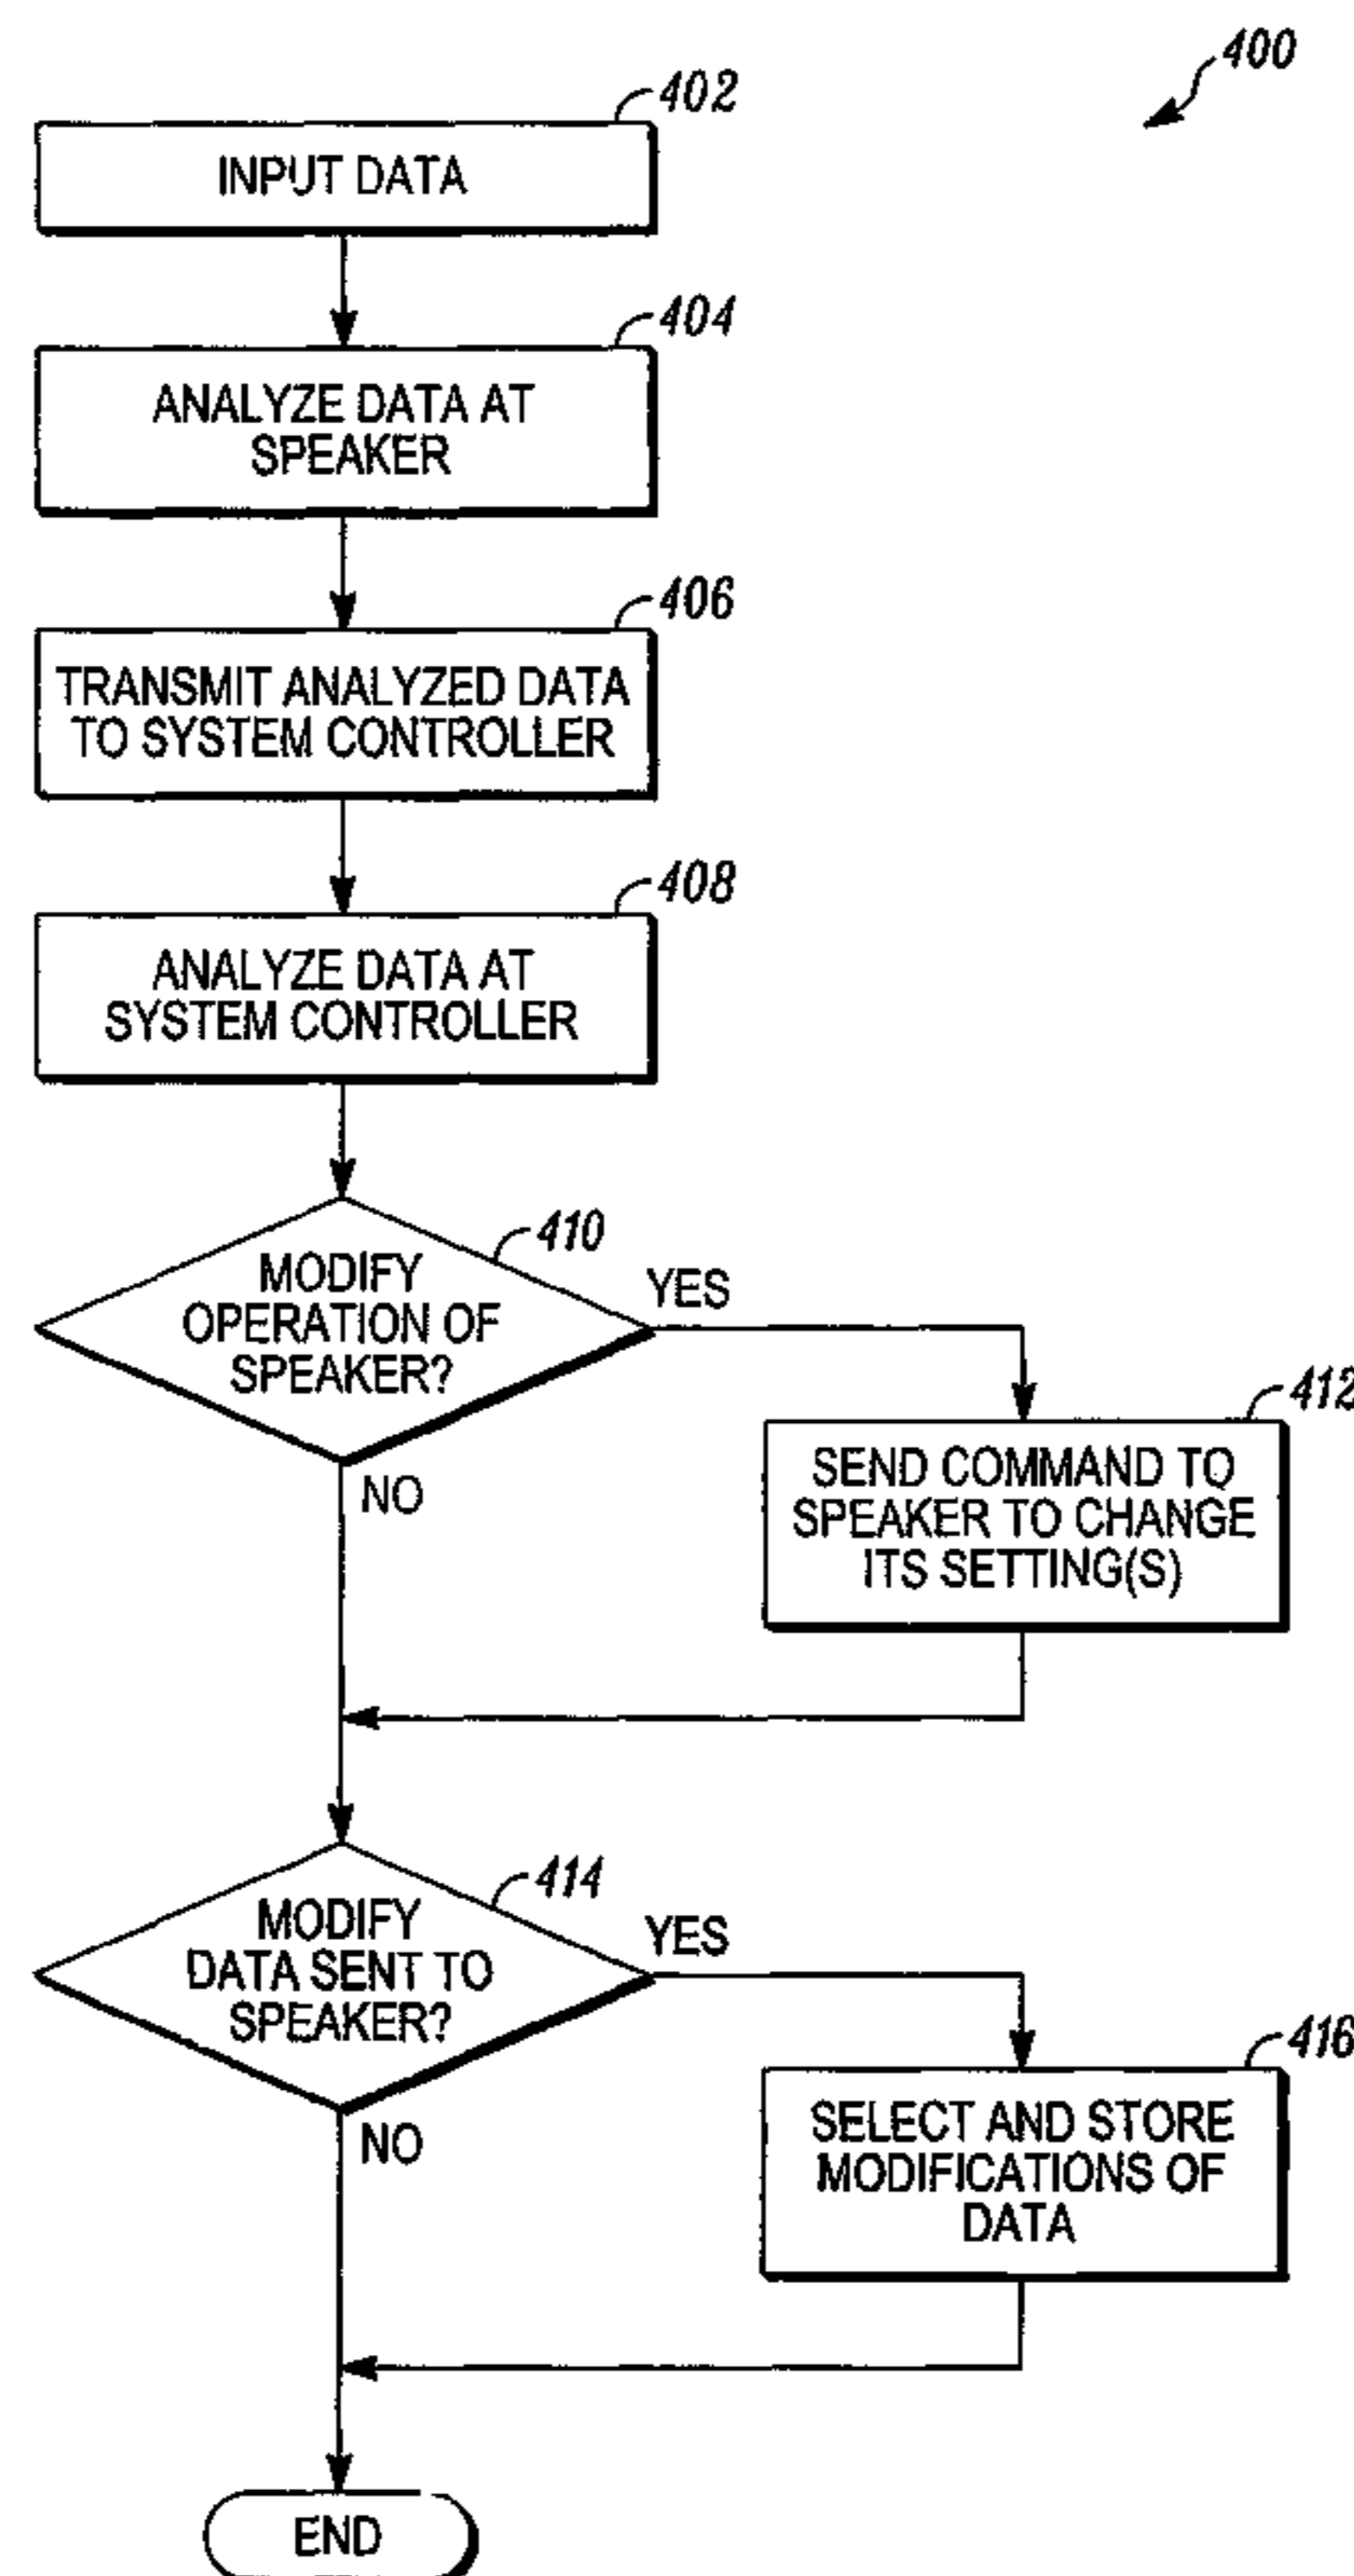 400
402
INPUT DATA
404
ANALYZE DATA AT
SPEAKER
406
TRANSMIT ANALYZED DATA
TO SYSTEM CONTROLLER
408
ANALYZE DATA AT
SYSTEM CONTROLLER
410
MODIFY
OPERATION OF
SPEAKER?
YES
NO
412
SEND COMMAND TO
SPEAKER TO CHANGE
ITS SETTING(S)
414
MODIFY
DATA SENT TO
SPEAKER?
YES
NO
416
SELECT AND STORE
MODIFICATIONS OF
DATA
END